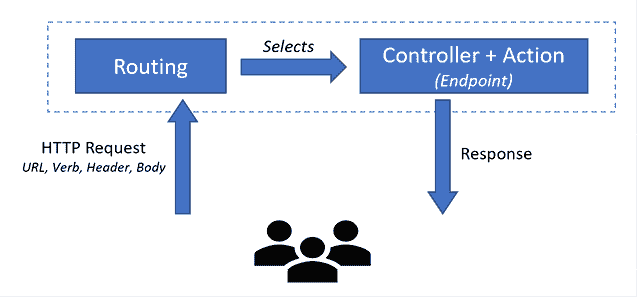 Routing
Selects
Controller + Action
(Endpoint)
HTTP Request
URL, Verb, Header, Body
Response